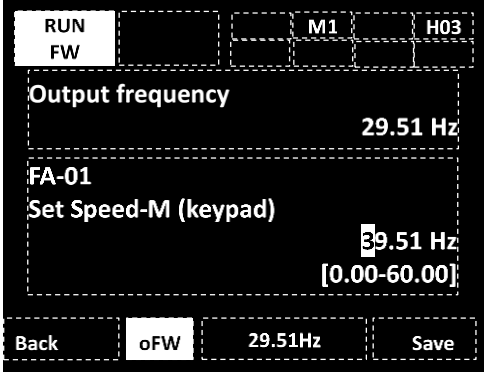 RUN
FW
M1
H03
Output frequency
29.51 Hz
FA-01
Set Speed-M (keypad)
39.51 Hz
[0.00-60.00]
Back
oFW
29.51Hz
Save